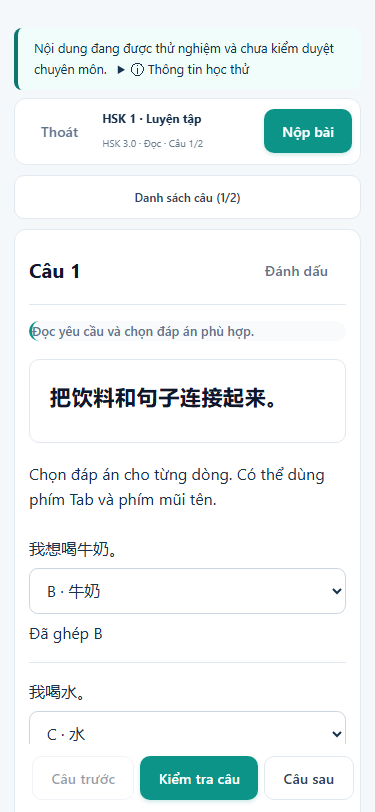 Nội dung đang được thử nghiệm và chưa kiểm duyệt
chuyên môn. ▶ ⓘ Thông tin học thử
Thoát
HSK 1 · Luyện tập
HSK 3.0 · Đọc · Câu 1/2
Nộp bài
Danh sách câu (1/2)
Câu 1
Đánh dấu
Đọc yêu cầu và chọn đáp án phù hợp.
把饮料和句子连接起来。
Chọn đáp án cho từng dòng. Có thể dùng
phím Tab và phím mũi tên.
我想喝牛奶。
B · 牛奶
Đã ghép B
我喝水。
C · 水
Câu trước
Kiểm tra câu
Câu sau